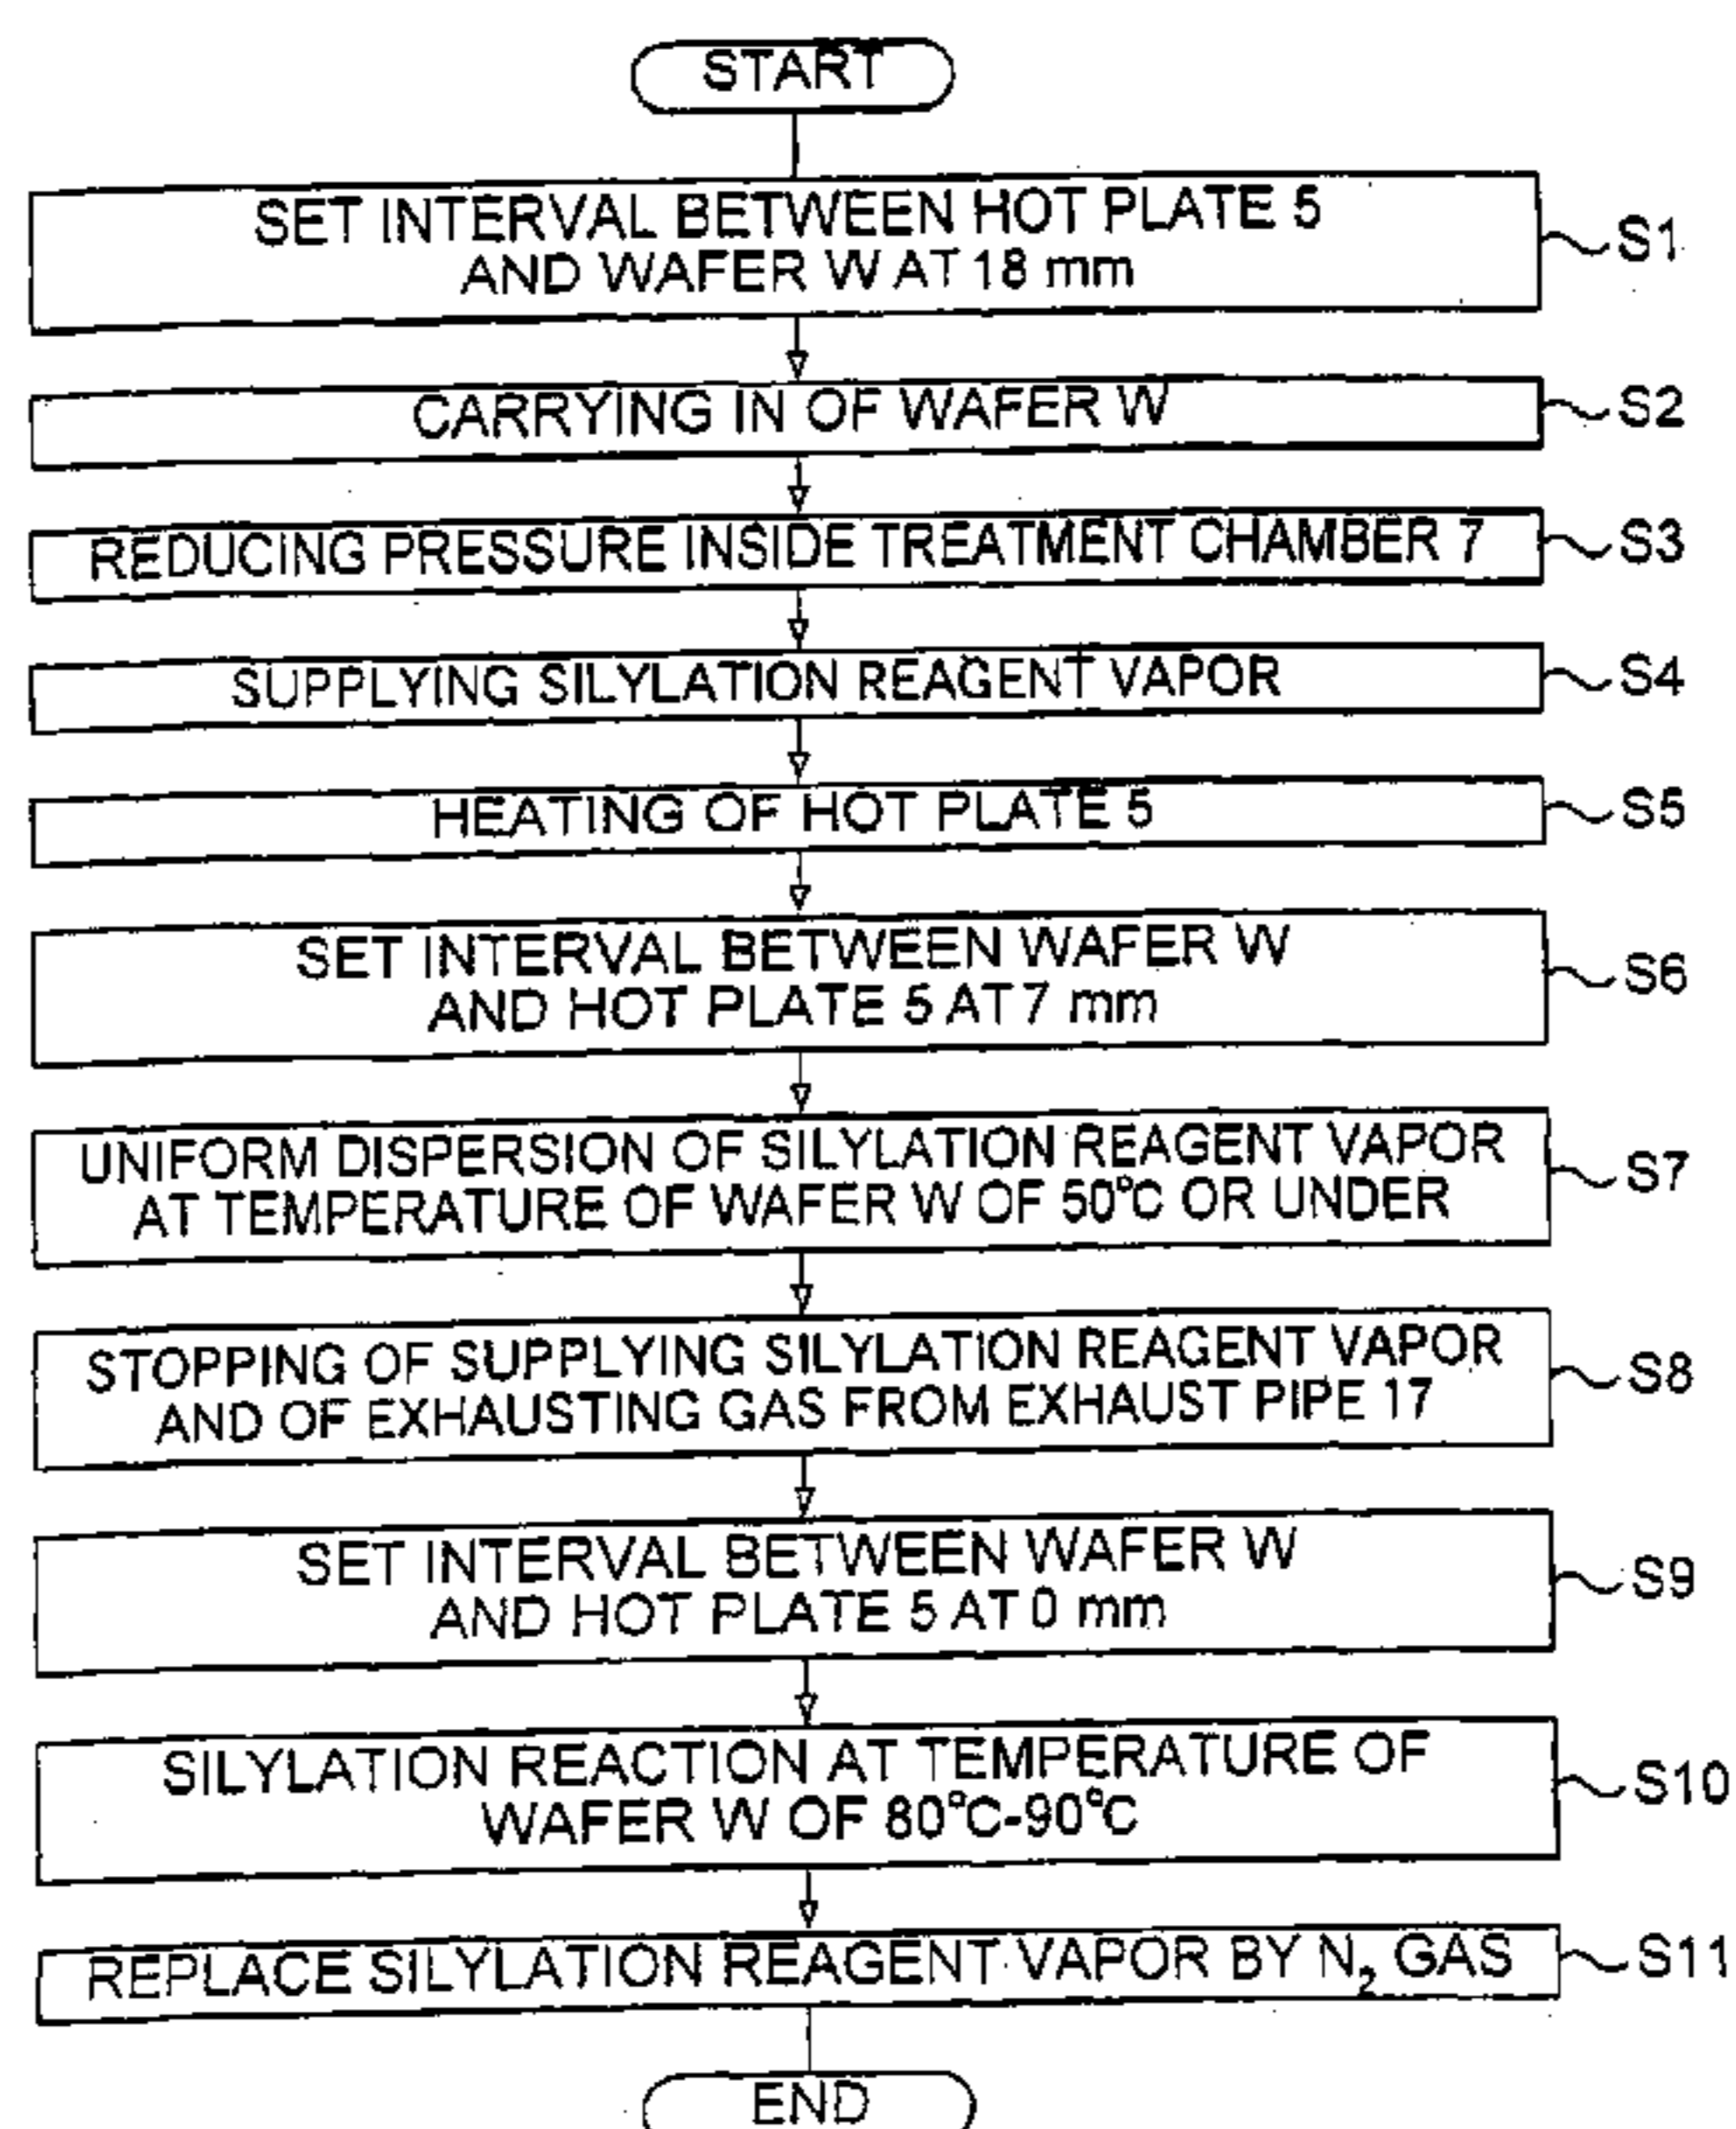 START
SET INTERVAL BETWEEN HOT PLATE 5
AND WAFER W AT 18 mm
S1
CARRYING IN OF WAFER W
S2
REDUCING PRESSURE INSIDE TREATMENT CHAMBER 7
S3
SUPPLYING SILYLATION REAGENT VAPOR
S4
HEATING OF HOT PLATE 5
S5
SET INTERVAL BETWEEN WAFER W
AND HOT PLATE 5 AT 7 mm
S6
UNIFORM DISPERSION OF SILYLATION REAGENT VAPOR
AT TEMPERATURE OF WAFER W OF 50°C OR UNDER
S7
STOPPING OF SUPPLYING SILYLATION REAGENT VAPOR
AND OF EXHAUSTING GAS FROM EXHAUST PIPE 17
S8
SET INTERVAL BETWEEN WAFER W
AND HOT PLATE 5 AT 0 mm
S9
SILYLATION REACTION AT TEMPERATURE OF
WAFER W OF 80°C-90°C
S10
REPLACE SILYLATION REAGENT VAPOR BY N₂ GAS
S11
END